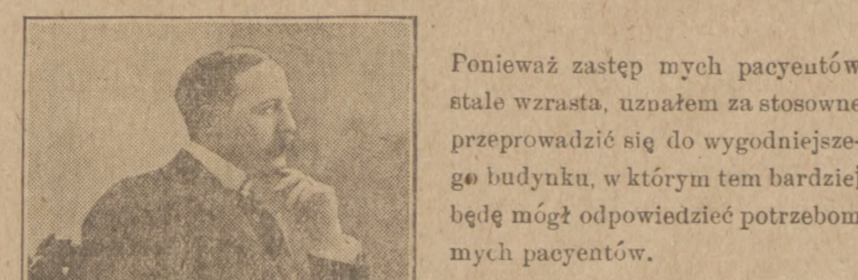 Ponieważ zastęp mych pacyentów
stale wzrasta, uznałem za stosowne
przeprowadzić się do wygodniejsze-
go budynku, w którym tem bardziej
będę mógł odpowiedzieć potrzebom
mych pacyentów.